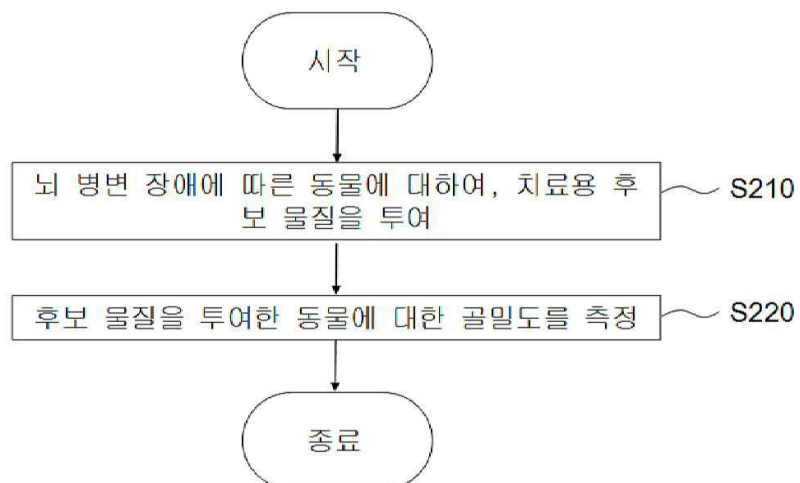 시작
뇌 병변 장애에 따른 동물에 대하여, 치료용 후
보 물질을 투여
S210
후보 물질을 투여한 동물에 대한 골밀도를 측정
S220
종료